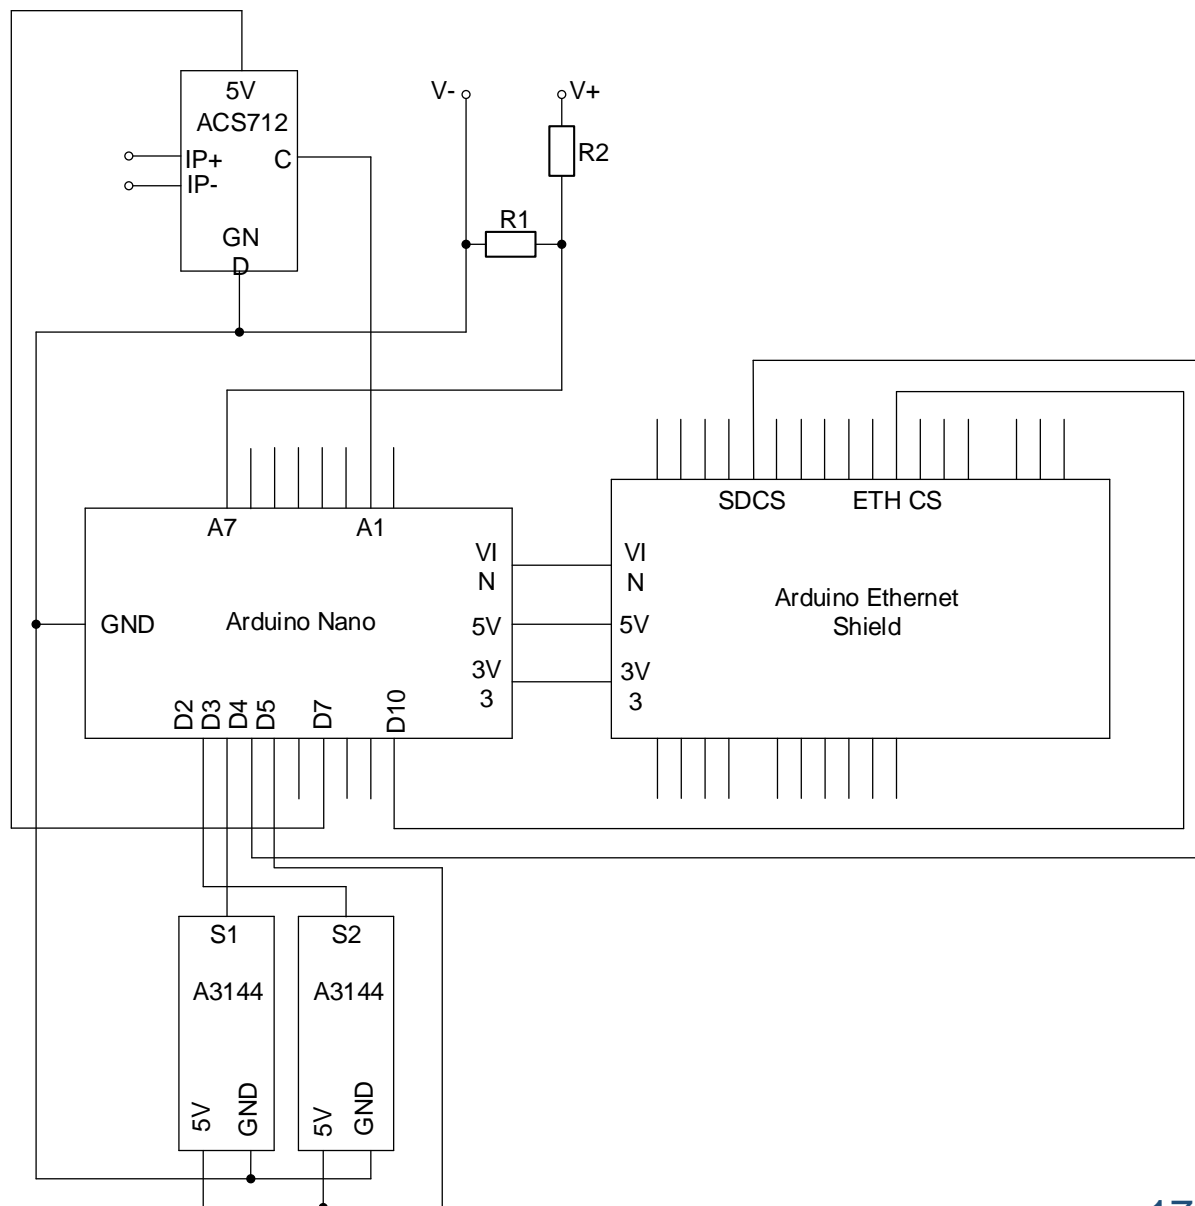 5V
ACS712
IP+
C
IP-
GN
D
V-
V+
R2
R1
A7
A1
VI
N
5V
3V
3
GND
Arduino Nano
D2
D3
D4
D5
D7
D10
SDCS
ETH CS
VI
N
5V
3V
3
Arduino Ethernet
Shield
S1
A3144
5V
GND
S2
A3144
5V
GND